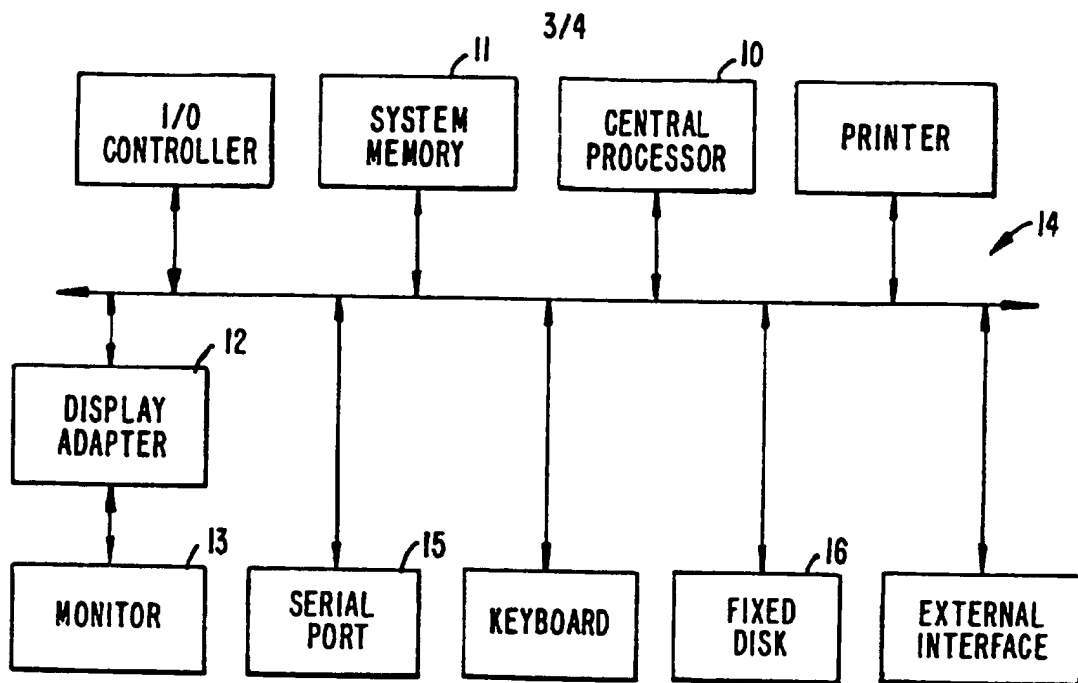 3/4
11
10
I/O
CONTROLLER
SYSTEM
MEMORY
CENTRAL
PROCESSOR
PRINTER
14
12
DISPLAY
ADAPTER
13
MONITOR
15
SERIAL
PORT
KEYBOARD
16
FIXED
DISK
EXTERNAL
INTERFACE